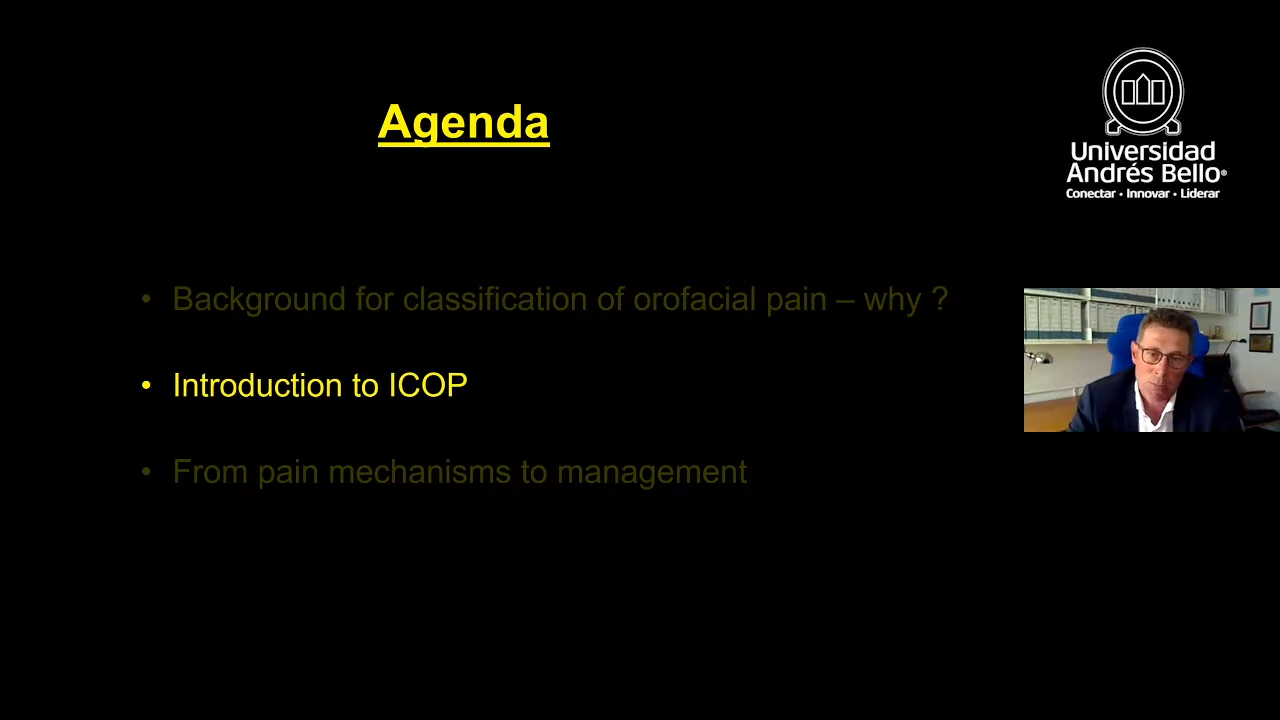 Agenda
Universidad
Andrés Bello®
Conectar • Innovar • Liderar
• Background for classification of orofacial pain – why ?
• Introduction to ICOP
• From pain mechanisms to management